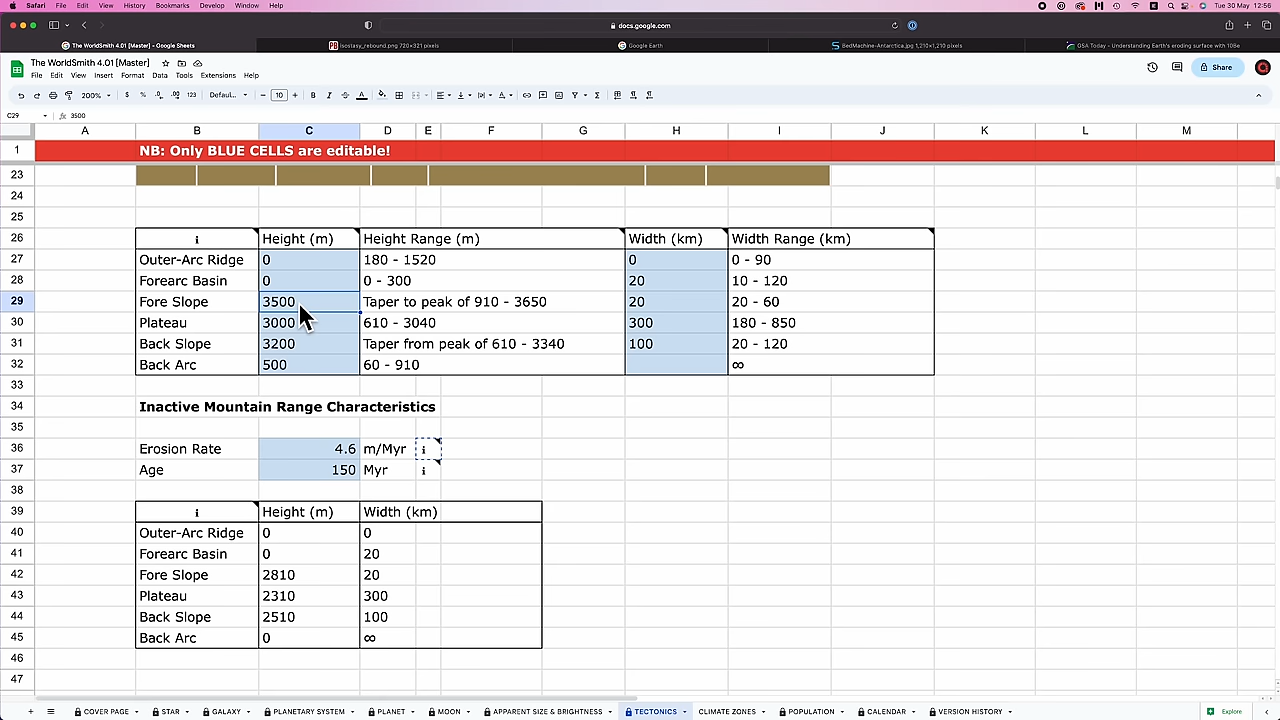 Safari File Edit View History Bookmarks Develop Window Help Tue 30 May 12:56
docs.google.com
The WorldSmith 4.01 [Master] - Google Sheets isostasy_rebound.png 720×321 pixels Google Earth BedMachine-Antarctica.jpg 1,210×1,210 pixels GSA Today - Understanding Earth's eroding surface with 10Be
The WorldSmith 4.01 [Master]
File Edit View Insert Format Data Tools Extensions Help
Share
200% $ % .0 .00 123 Defaul... − 10 + B I S A
C29 fx 3500
A B C D E F G H I J K L M
1 NB: Only BLUE CELLS are editable!
23
24
25
26 i Height (m) Height Range (m) Width (km) Width Range (km)
27 Outer-Arc Ridge 0 180 - 1520 0 0 - 90
28 Forearc Basin 0 0 - 300 20 10 - 120
29 Fore Slope 3500 Taper to peak of 910 - 3650 20 20 - 60
30 Plateau 3000 610 - 3040 300 180 - 850
31 Back Slope 3200 Taper from peak of 610 - 3340 100 20 - 120
32 Back Arc 500 60 - 910 ∞
33
34 Inactive Mountain Range Characteristics
35
36 Erosion Rate 4.6 m/Myr i
37 Age 150 Myr i
38
39 i Height (m) Width (km)
40 Outer-Arc Ridge 0 0
41 Forearc Basin 0 20
42 Fore Slope 2810 20
43 Plateau 2310 300
44 Back Slope 2510 100
45 Back Arc 0 ∞
46
47
+ COVER PAGE STAR GALAXY PLANETARY SYSTEM PLANET MOON APPARENT SIZE & BRIGHTNESS TECTONICS CLIMATE ZONES POPULATION CALENDAR VERSION HISTORY Explore